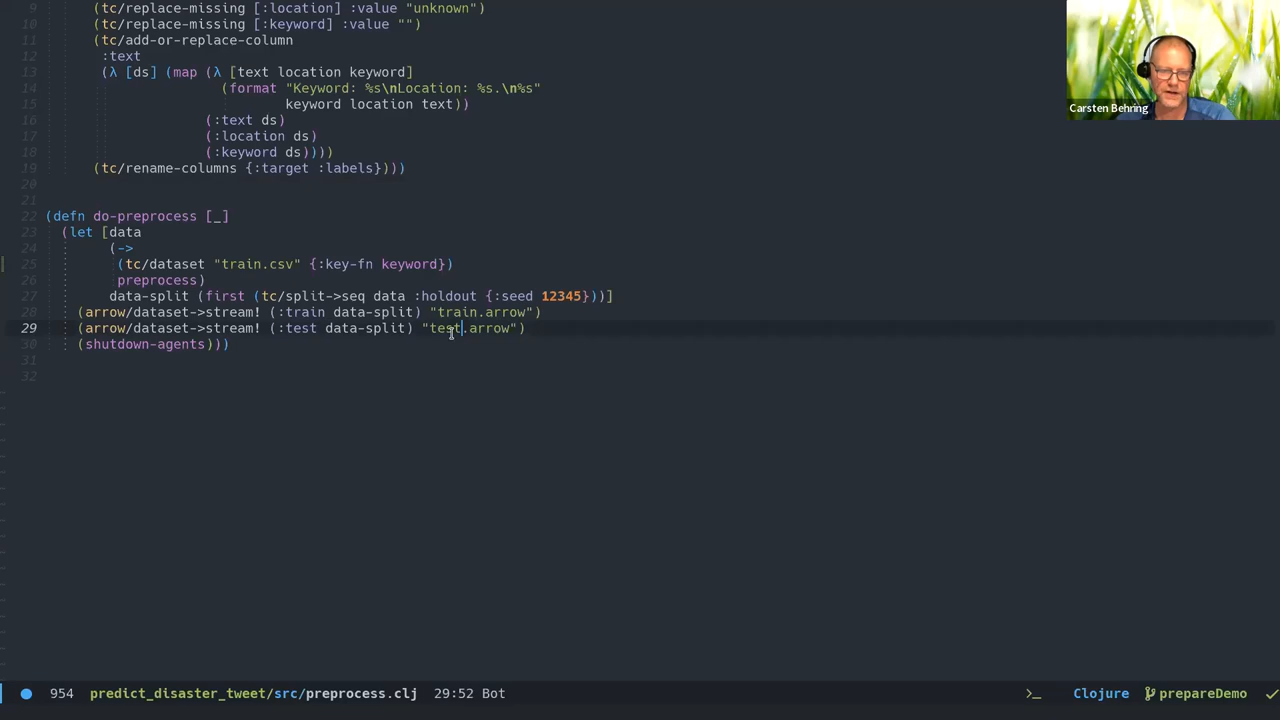 9 (tc/replace-missing [:location] :value "unknown")
10 (tc/replace-missing [:keyword] :value "")
11 (tc/add-or-replace-column
12 :text
13 (λ [ds] (map (λ [text location keyword]
14 (format "Keyword: %s\nLocation: %s.\n%s"
15 keyword location text))
16 (:text ds)
17 (:location ds)
18 (:keyword ds))))
19 (tc/rename-columns {:target :labels})))
20
21
22 (defn do-preprocess [_]
23 (let [data
24 (->
25 (tc/dataset "train.csv" {:key-fn keyword})
26 preprocess)
27 data-split (first (tc/split->seq data :holdout {:seed 12345}))]
28 (arrow/dataset->stream! (:train data-split) "train.arrow")
29 (arrow/dataset->stream! (:test data-split) "test.arrow")
30 (shutdown-agents)))
31
32
Carsten Behring
954 predict_disaster_tweet/src/preprocess.clj 29:52 Bot >_ Clojure prepareDemo